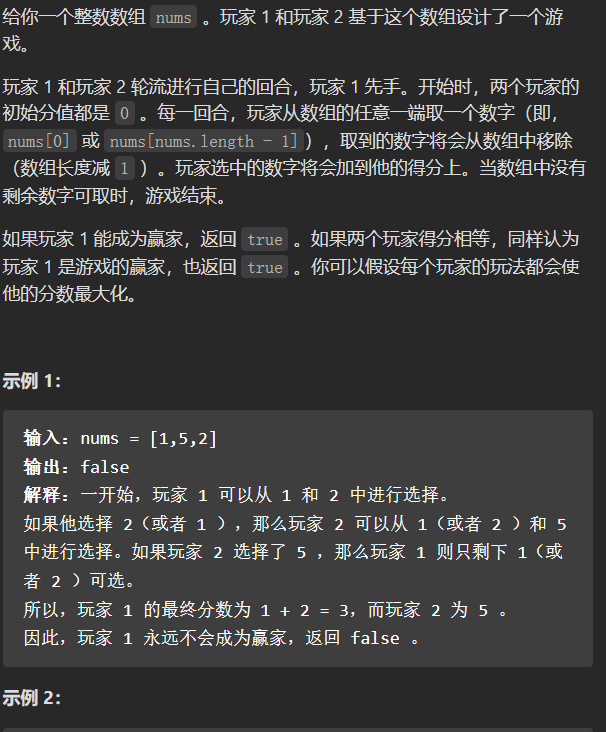 给你一个整数数组 nums 。玩家 1 和玩家 2 基于这个数组设计了一个游
戏。
玩家 1 和玩家 2 轮流进行自己的回合，玩家 1 先手。开始时，两个玩家的
初始分值都是 0 。每一回合，玩家从数组的任意一端取一个数字（即，
nums[0] 或 nums[nums.length - 1]），取到的数字将会从数组中移除
（数组长度减 1 ）。玩家选中的数字将会加到他的得分上。当数组中没有
剩余数字可取时，游戏结束。
如果玩家 1 能成为赢家，返回 true 。如果两个玩家得分相等，同样认为
玩家 1 是游戏的赢家，也返回 true 。你可以假设每个玩家的玩法都会使
他的分数最大化。
示例 1：
输入：nums = [1,5,2]
输出：false
解释：一开始，玩家 1 可以从 1 和 2 中进行选择。
如果他选择 2（或者 1 ），那么玩家 2 可以从 1（或者 2 ）和 5
中进行选择。如果玩家 2 选择了 5 ，那么玩家 1 则只剩下 1（或
者 2 ）可选。
所以，玩家 1 的最终分数为 1 + 2 = 3，而玩家 2 为 5 。
因此，玩家 1 永远不会成为赢家，返回 false 。
示例 2：